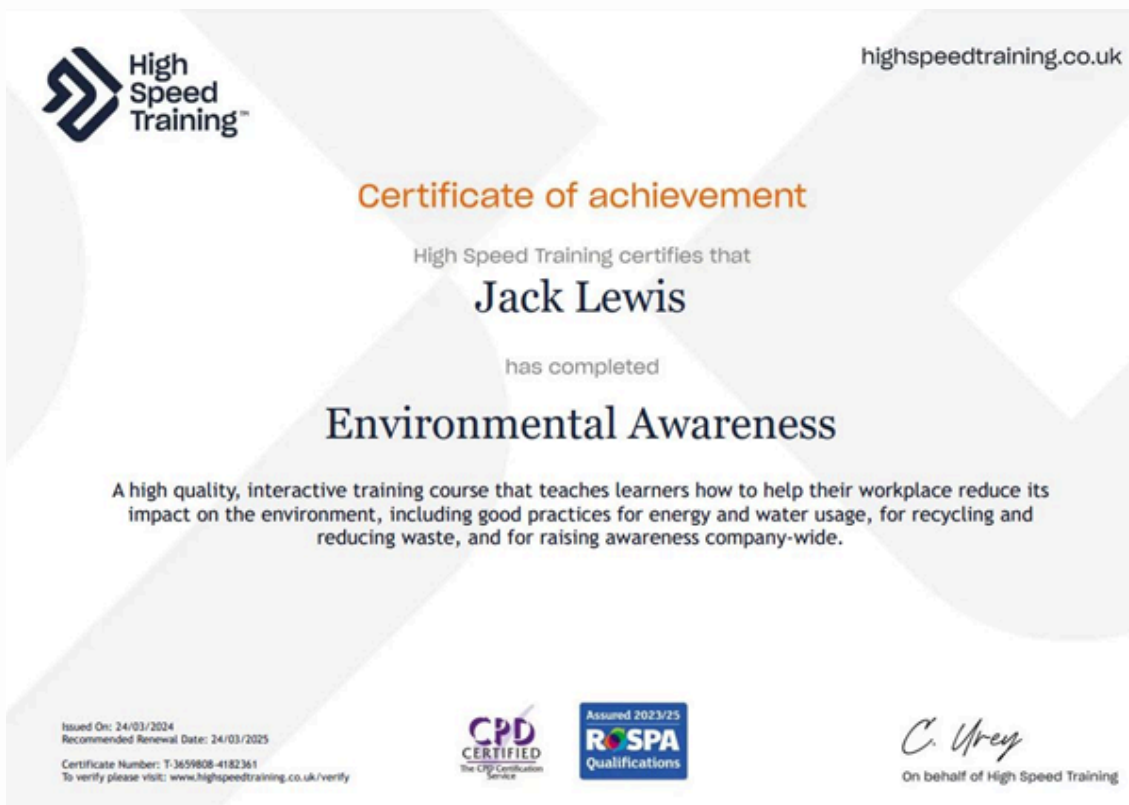 High
Speed
Training™
highspeedtraining.co.uk
Certificate of achievement
High Speed Training certifies that
Jack Lewis
has completed
Environmental Awareness
A high quality, interactive training course that teaches learners how to help their workplace reduce its
impact on the environment, including good practices for energy and water usage, for recycling and
reducing waste, and for raising awareness company-wide.
Issued On: 24/03/2024
Recommended Renewal Date: 24/03/2025
Certificate Number: T-3659808-4182361
To verify please visit: www.highspeedtraining.co.uk/verify
CPD
CERTIFIED
The CPD Certification
Service
Assured 2023/25
ROSPA
Qualifications
C. Urey
On behalf of High Speed Training